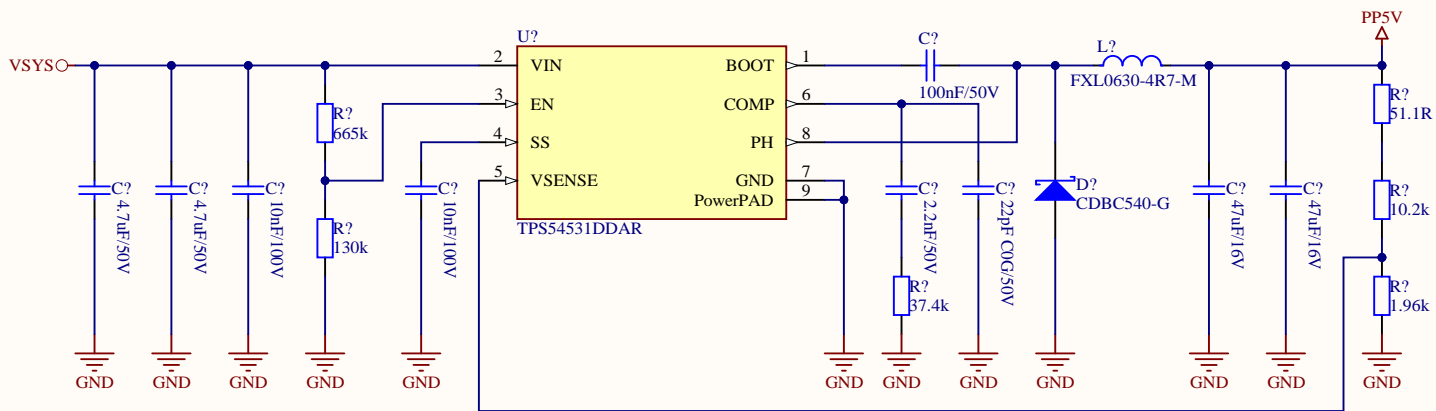 PP5V
VSYS
U?
2
VIN
BOOT
1
C?
100nF/50V
L?
FXL0630-4R7-M
3
EN
COMP
6
R?
665k
R?
51.1R
4
SS
PH
8
5
VSENSE
GND
7
PowerPAD
9
TPS54531DDAR
C?
4.7uF/50V
C?
4.7uF/50V
C?
10nF/100V
C?
10nF/100V
C?
2.2nF/50V
C?
22pF C0G/50V
D?
CDBC540-G
C?
47uF/16V
C?
47uF/16V
R?
10.2k
R?
130k
R?
37.4k
R?
1.96k
GND
GND
GND
GND
GND
GND
GND
GND
GND
GND
GND
GND